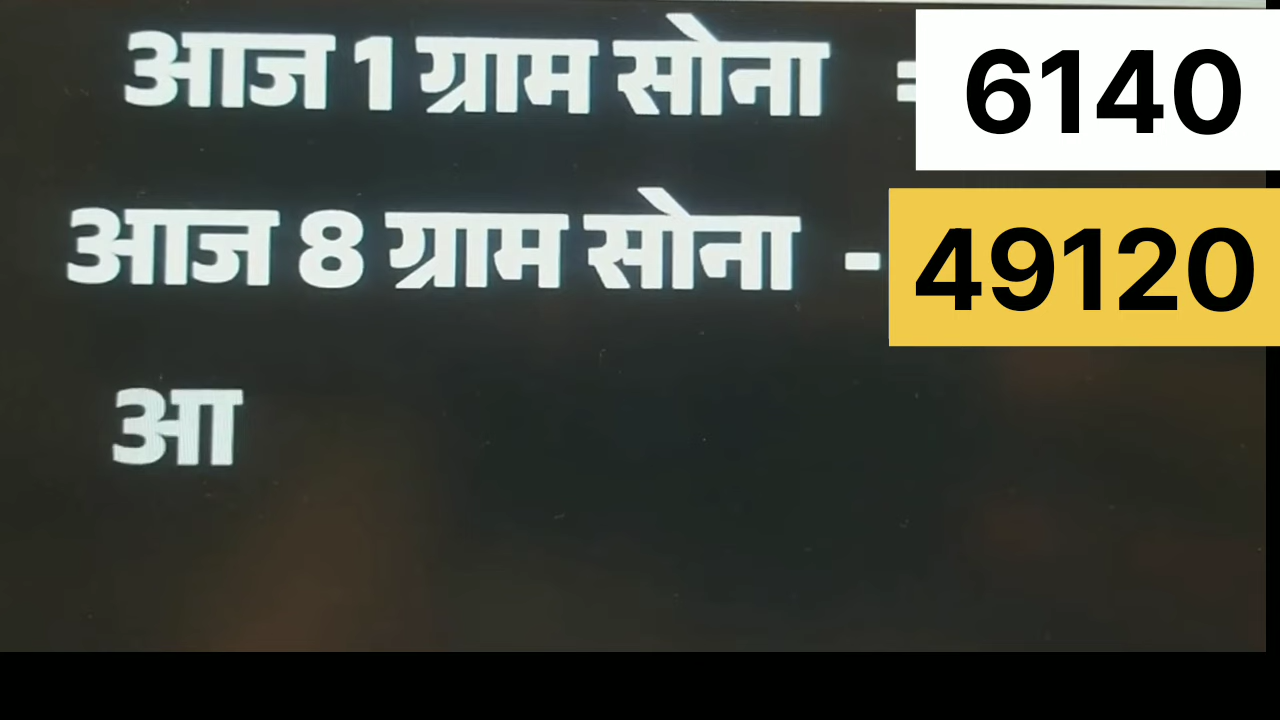 आज 1 ग्राम सोना = 6140
आज 8 ग्राम सोना - 49120
आ